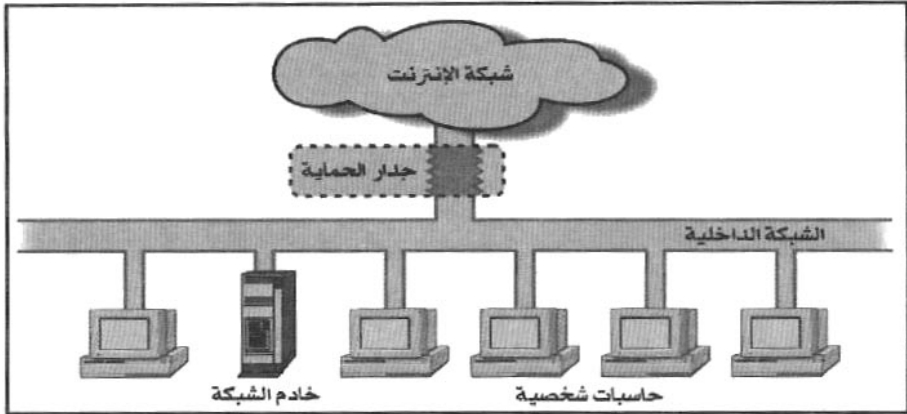 شبكة الإنترنت
جدار الحماية
الشبكة الداخلية
حاسبات شخصية
خادم الشبكة